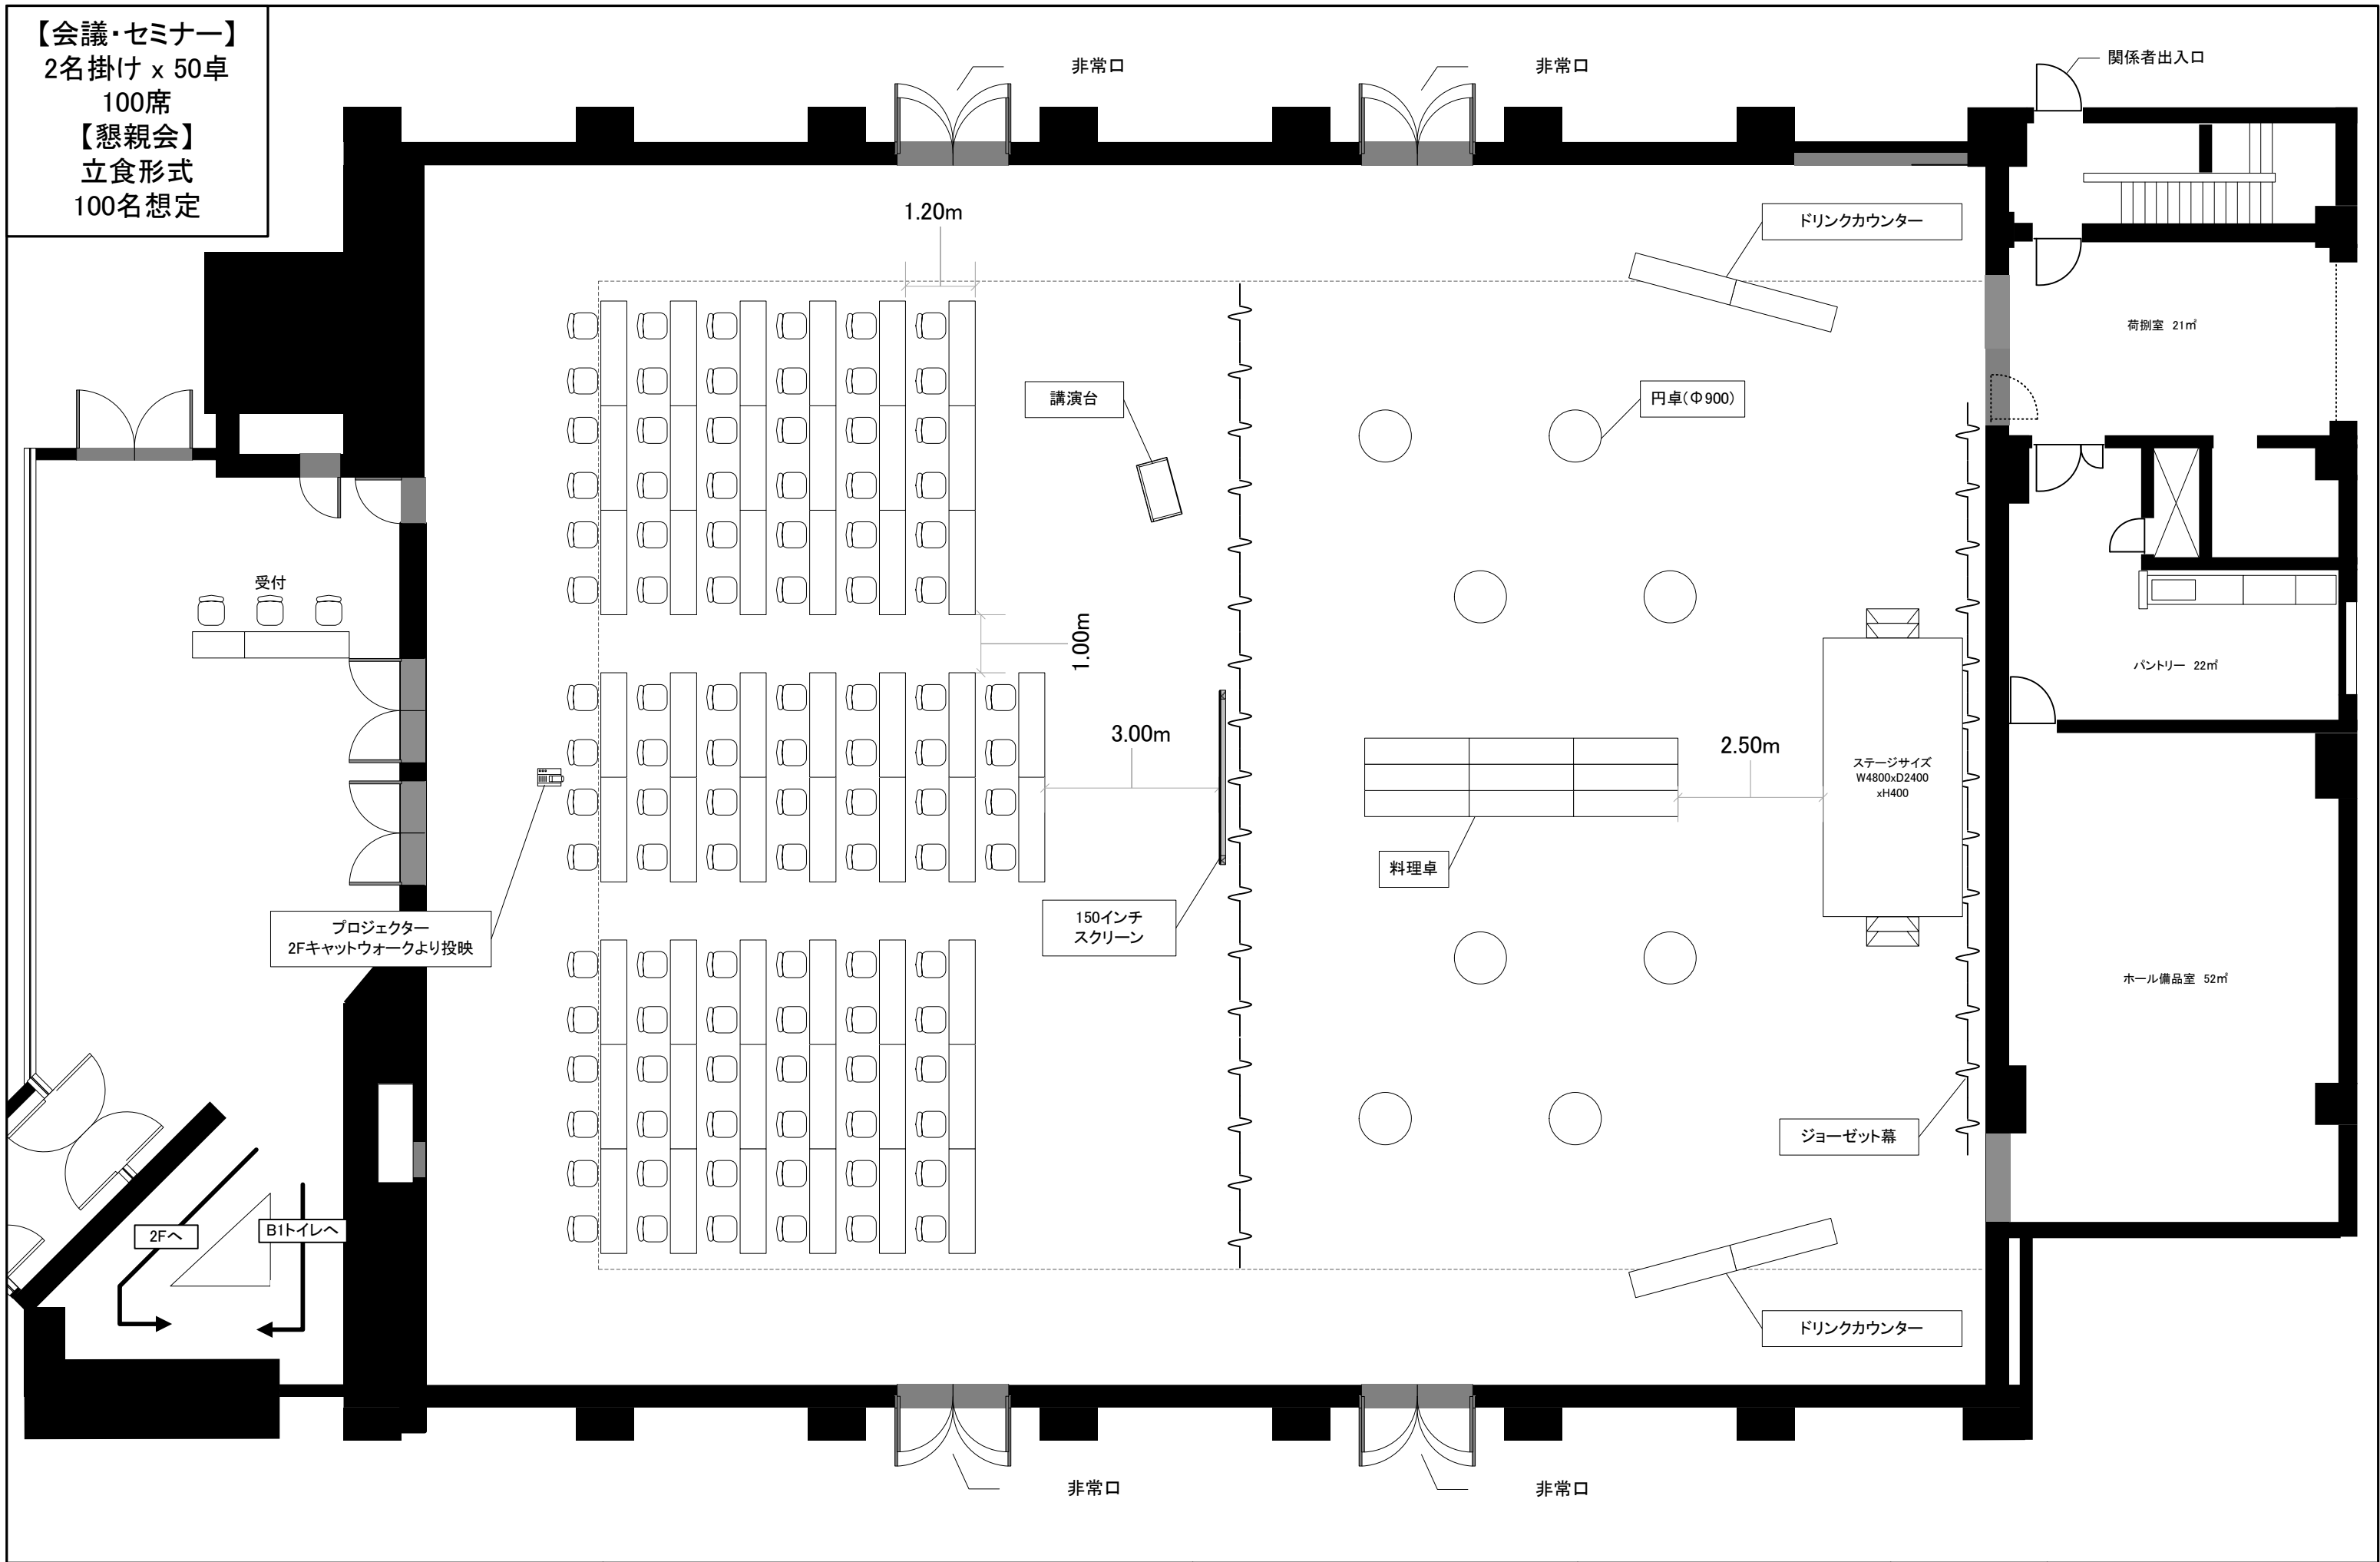 【会議・セミナー】
2名掛け x 50卓
100席
【懇親会】
立食形式
100名想定
非常口
非常口
関係者出入口
1.20m
ドリンクカウンター
荷捌室 21㎡
講演台
円卓(Φ900)
受付
1.00m
パントリー 22㎡
3.00m
2.50m
ステージサイズ
W4800xD2400
xH400
料理卓
プロジェクター
2Fキャットウォークより投映
150インチ
スクリーン
ホール備品室 52㎡
ジョーゼット幕
2Fへ
B1トイレへ
ドリンクカウンター
非常口
非常口